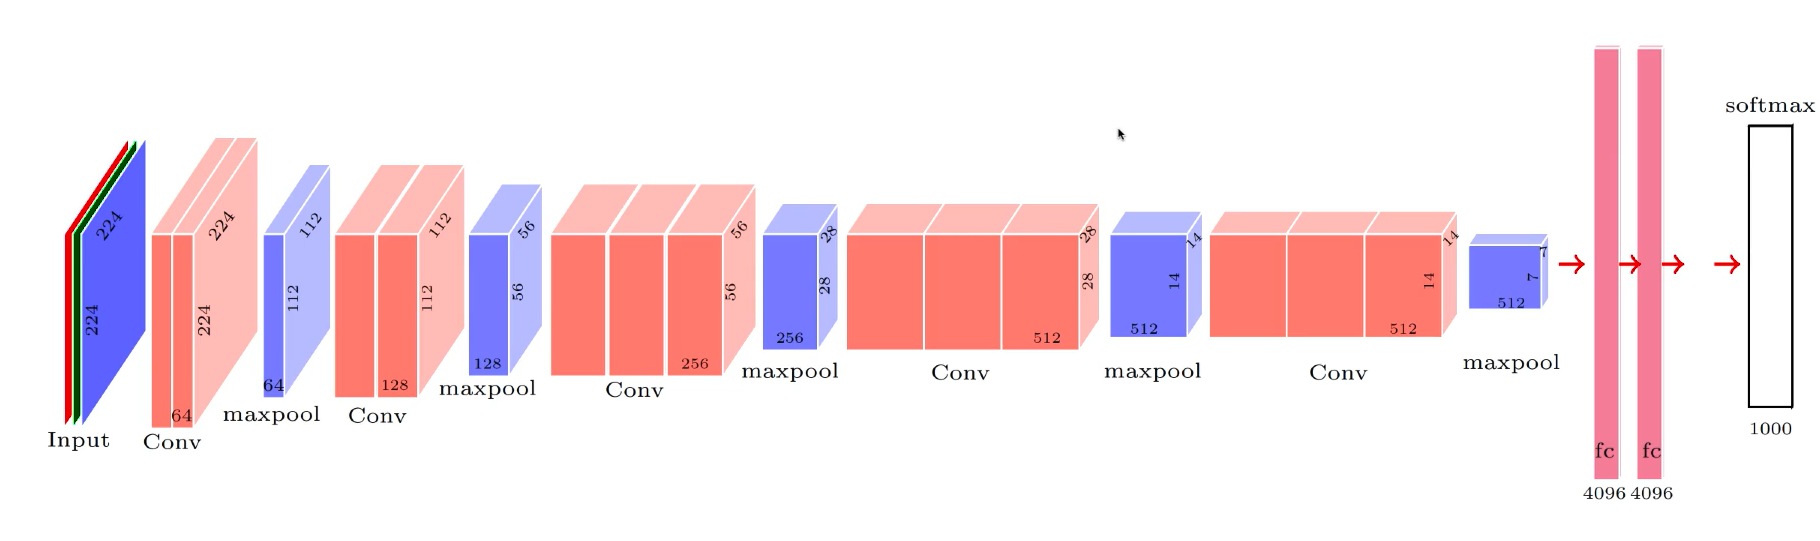 224
224
Input
224
224
64
Conv
112
112
64
maxpool
112
112
128
Conv
56
56
128
maxpool
56
56
256
Conv
28
28
256
maxpool
28
28
512
Conv
14
14
512
maxpool
14
14
512
Conv
7
7
512
maxpool
fc
4096
fc
4096
softmax
1000